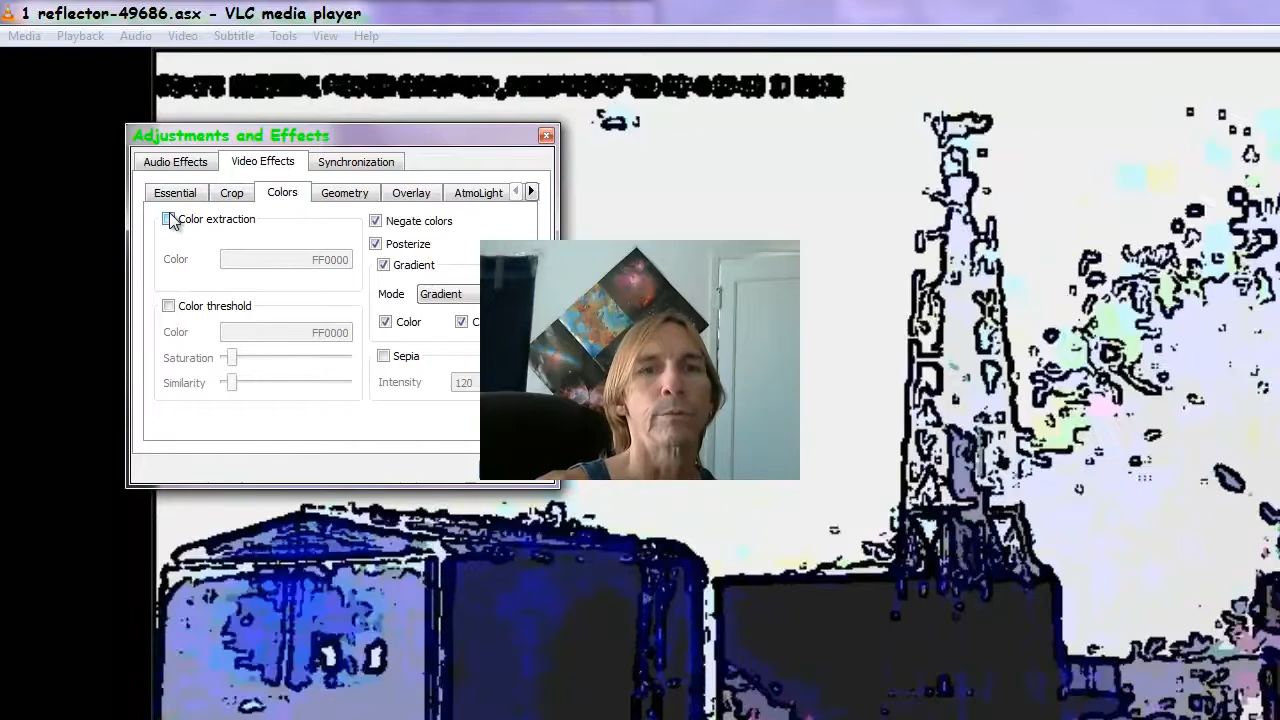 1 reflector-49686.asx - VLC media player
Media Playback Audio Video Subtitle Tools View Help
Adjustments and Effects
Audio Effects Video Effects Synchronization
Essential Crop Colors Geometry Overlay AtmoLight
Color extraction
Negate colors
Posterize
Color FF0000
Gradient
Mode Gradient
Color threshold
Color C
Color FF0000
Saturation
Sepia
Similarity
Intensity 120